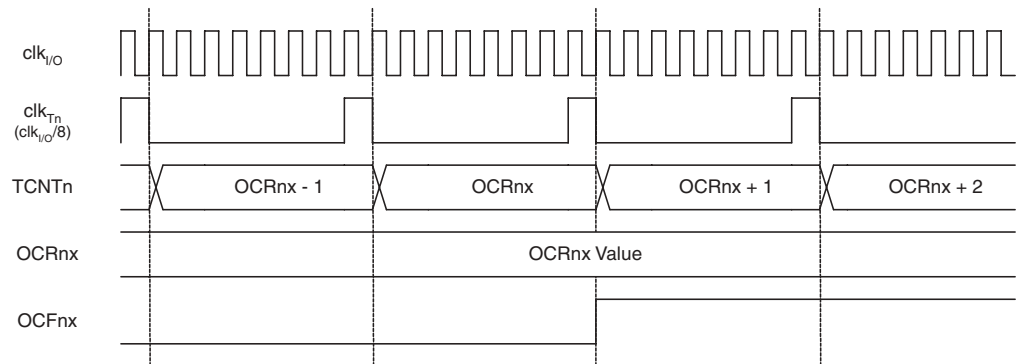 clkI/O
clkTn
(clkI/O/8)
TCNTn
OCRnx - 1
OCRnx
OCRnx + 1
OCRnx + 2
OCRnx
OCRnx Value
OCFnx